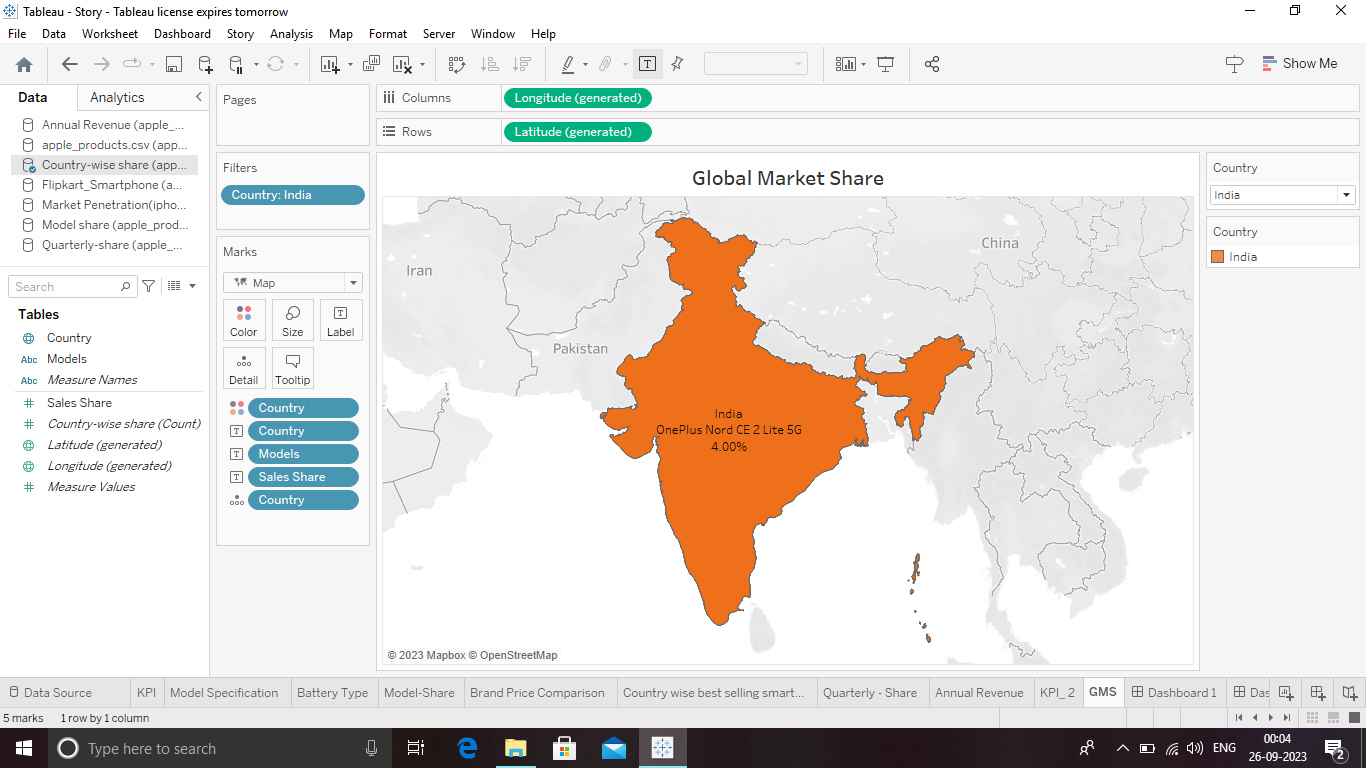 Tableau - Story - Tableau license expires tomorrow
File Data Worksheet Dashboard Story Analysis Map Format Server Window Help
Show Me
Data Analytics
Annual Revenue (apple_...
apple_products.csv (app...
Country-wise share (app...
Flipkart_Smartphone (a...
Market Penetration(ipho...
Model share (apple_prod...
Quarterly-share (apple_...
Search
Tables
Country
Abc Models
Abc Measure Names
Sales Share
Country-wise share (Count)
Latitude (generated)
Longitude (generated)
Measure Values
Pages
Filters
Country: India
Marks
Map
Color Size Label
Detail Tooltip
Country
Country
Models
Sales Share
Country
Columns Longitude (generated)
Rows Latitude (generated)
Global Market Share
Iran
China
Pakistan
India
OnePlus Nord CE 2 Lite 5G
4.00%
© 2023 Mapbox © OpenStreetMap
Country
India
Country
India
Data Source KPI Model Specification Battery Type Model-Share Brand Price Comparison Country wise best selling smart... Quarterly - Share Annual Revenue KPI_ 2 GMS Dashboard 1 Das
5 marks 1 row by 1 column
Type here to search
ENG
00:04
26-09-2023
2